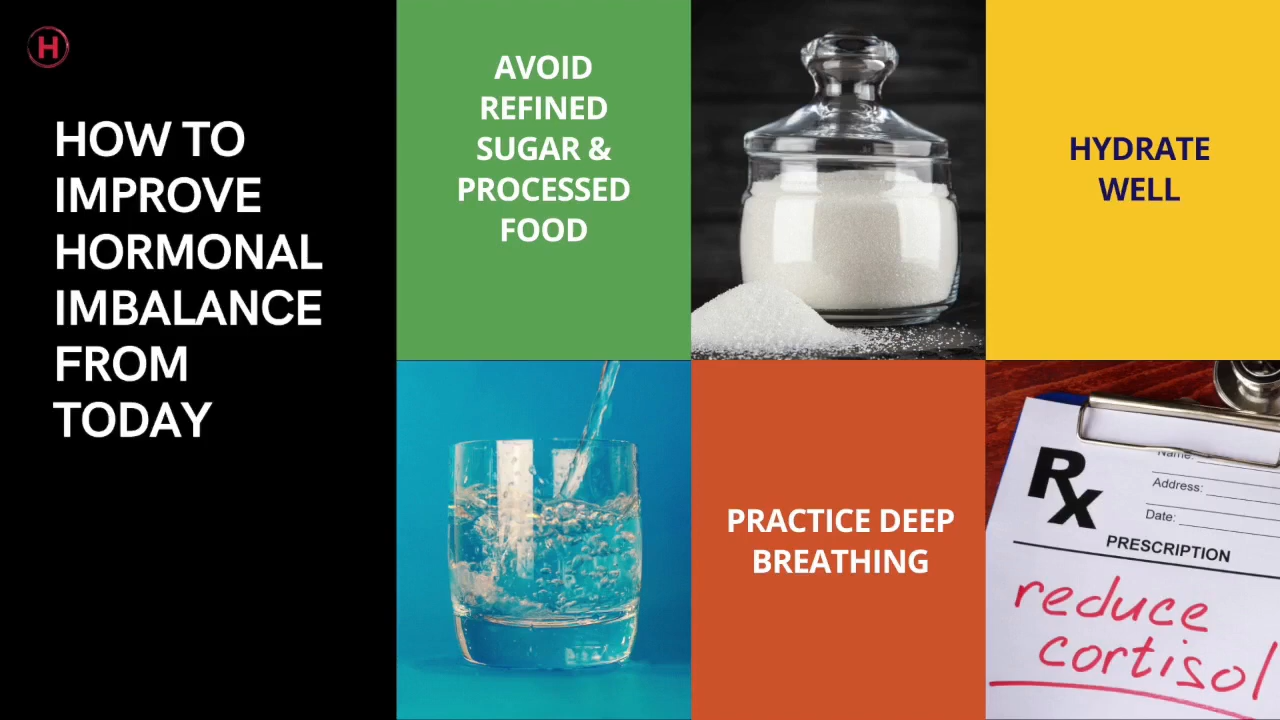 H
HOW TO
IMPROVE
HORMONAL
IMBALANCE
FROM
TODAY
AVOID
REFINED
SUGAR &
PROCESSED
FOOD
HYDRATE
WELL
PRACTICE DEEP
BREATHING
Rx
Name:
Address:
Date:
PRESCRIPTION
reduce
cortisol